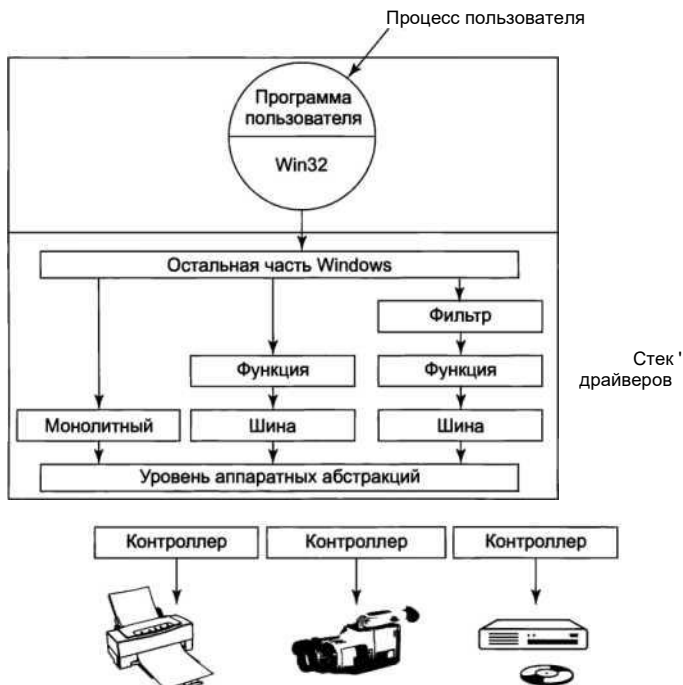 Процесс пользователя
Программа
пользователя
Win32
Остальная часть Windows
Фильтр
Функция
Функция
Стек '
драйверов
Монолитный
Шина
Шина
Уровень аппаратных абстракций
Контроллер
Контроллер
Контроллер